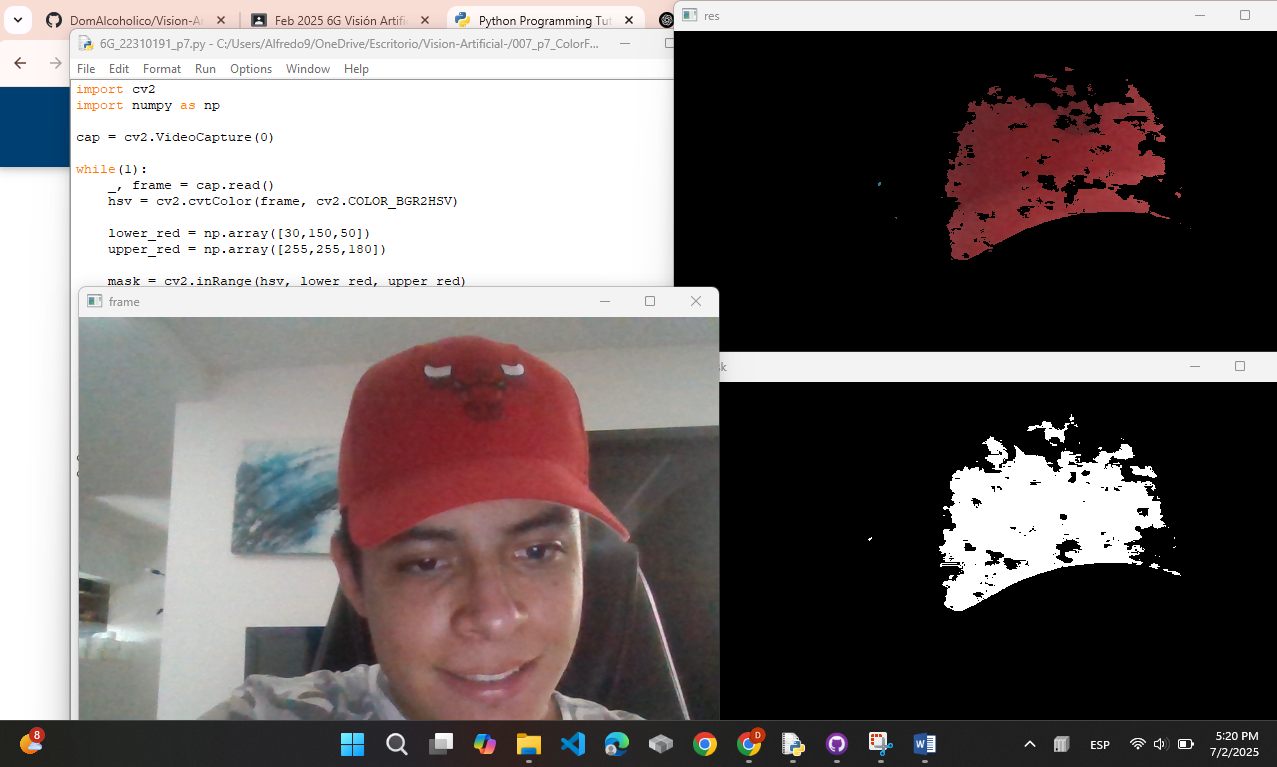 DomAlcoholico/Vision-A
Feb 2025 6G Visión Artifi
Python Programming Tut
res
6G_22310191_p7.py - C:/Users/Alfredo9/OneDrive/Escritorio/Vision-Artificial-/007_p7_ColorF...
File Edit Format Run Options Window Help
import cv2
import numpy as np
cap = cv2.VideoCapture(0)
while(1):
_, frame = cap.read()
hsv = cv2.cvtColor(frame, cv2.COLOR_BGR2HSV)
lower_red = np.array([30,150,50])
upper_red = np.array([255,255,180])
mask = cv2.inRange(hsv, lower_red, upper_red)
frame
sk
8
D
ESP
5:20 PM
7/2/2025